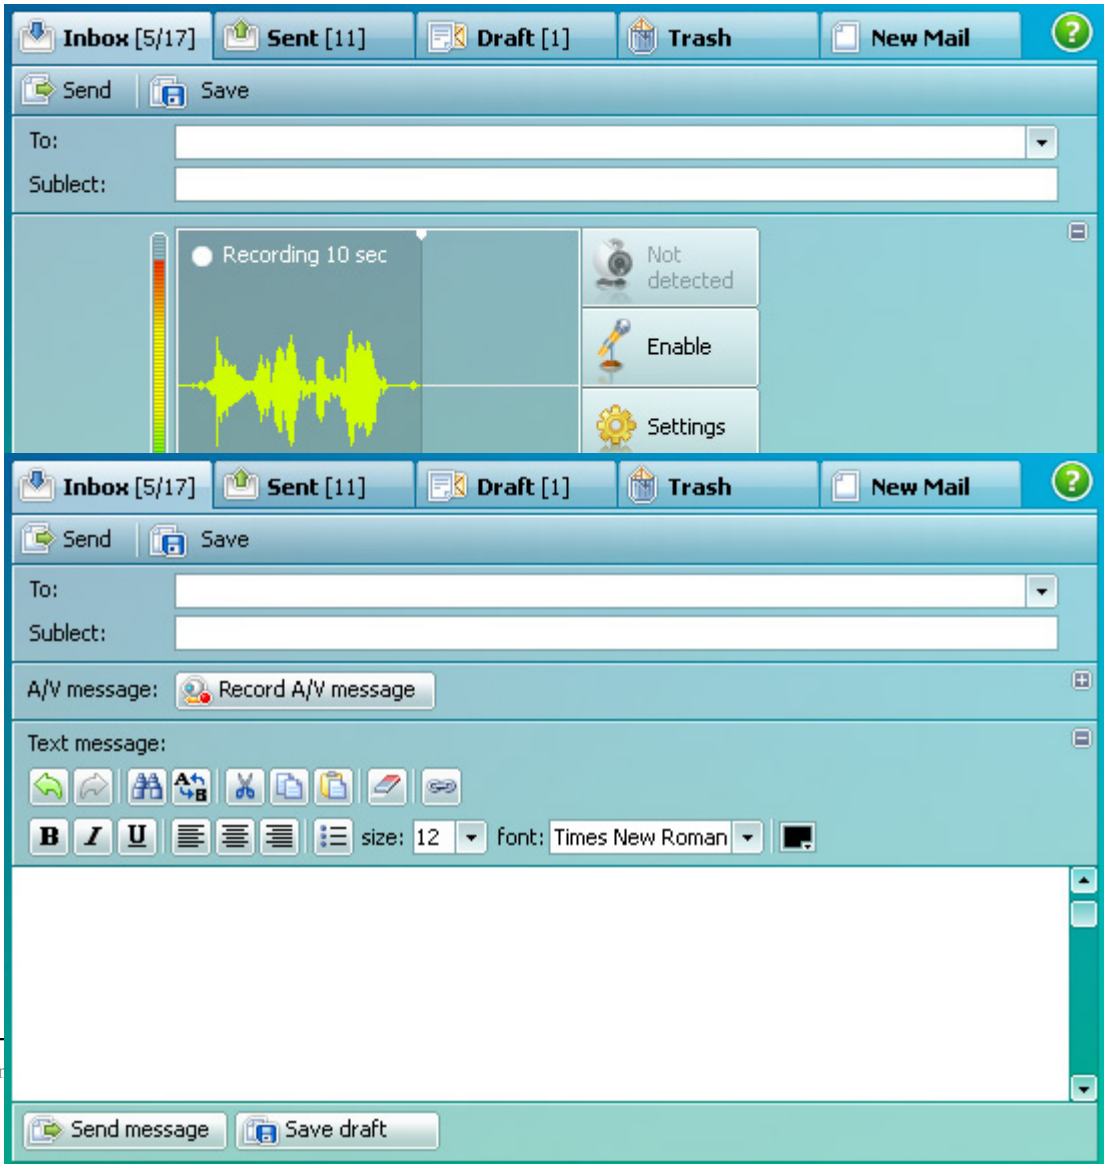 Inbox [5/17] Sent [11] Draft [1] Trash New Mail ?
Send Save
To:
Sublect:
Recording 10 sec
Not
detected
Enable
Settings
Inbox [5/17] Sent [11] Draft [1] Trash New Mail ?
Send Save
To:
Sublect:
A/V message: Record A/V message
Text message:
A B
B I U size: 12 font: Times New Roman
Send message Save draft